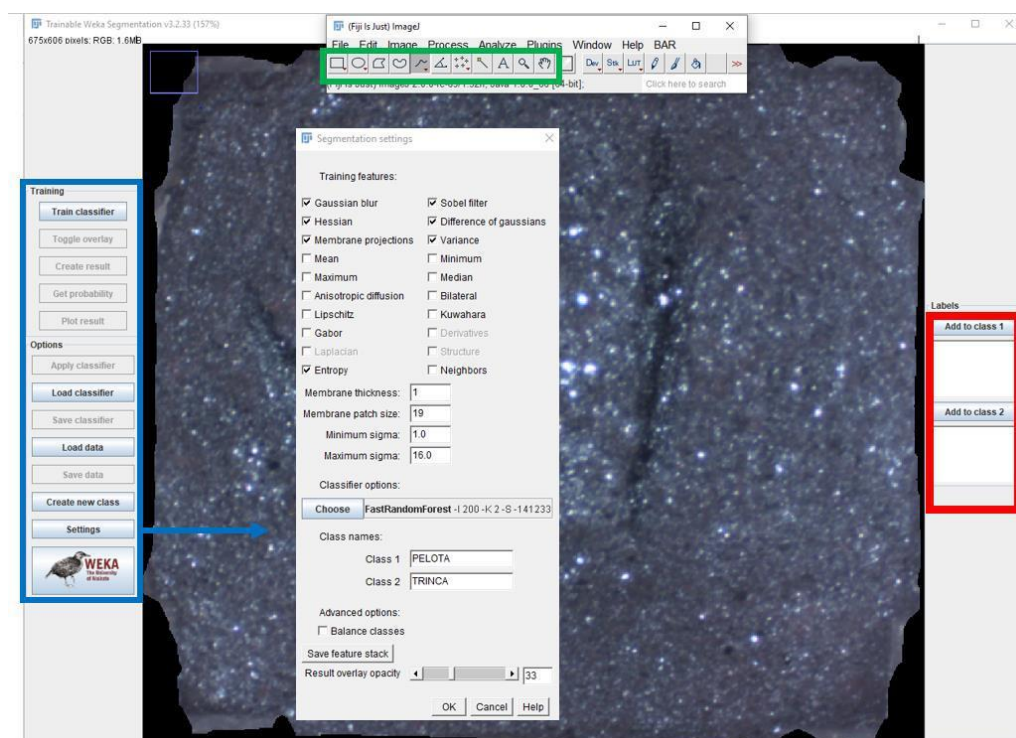 Trainable Weka Segmentation v3.2.33 (157%)
675x606 pixels; RGB; 1.6MB
(Fiji Is Just) ImageJ
File Edit Image Process Analyze Plugins Window Help BAR
A Dev Stk LUT >>
Click here to search
Training
Train classifier
Toggle overlay
Create result
Get probability
Plot result
Options
Apply classifier
Load classifier
Save classifier
Load data
Save data
Create new class
Settings
WEKA
The University
of Waikato
Segmentation settings
Training features:
Gaussian blur Sobel filter
Hessian Difference of gaussians
Membrane projections Variance
Mean Minimum
Maximum Median
Anisotropic diffusion Bilateral
Lipschitz Kuwahara
Gabor Derivatives
Laplacian Structure
Entropy Neighbors
Membrane thickness: 1
Membrane patch size: 19
Minimum sigma: 1.0
Maximum sigma: 16.0
Classifier options:
Choose FastRandomForest -I 200 -K 2 -S -141233
Class names:
Class 1 PELOTA
Class 2 TRINCA
Advanced options:
Balance classes
Save feature stack
Result overlay opacity 33
OK Cancel Help
Labels
Add to class 1
Add to class 2